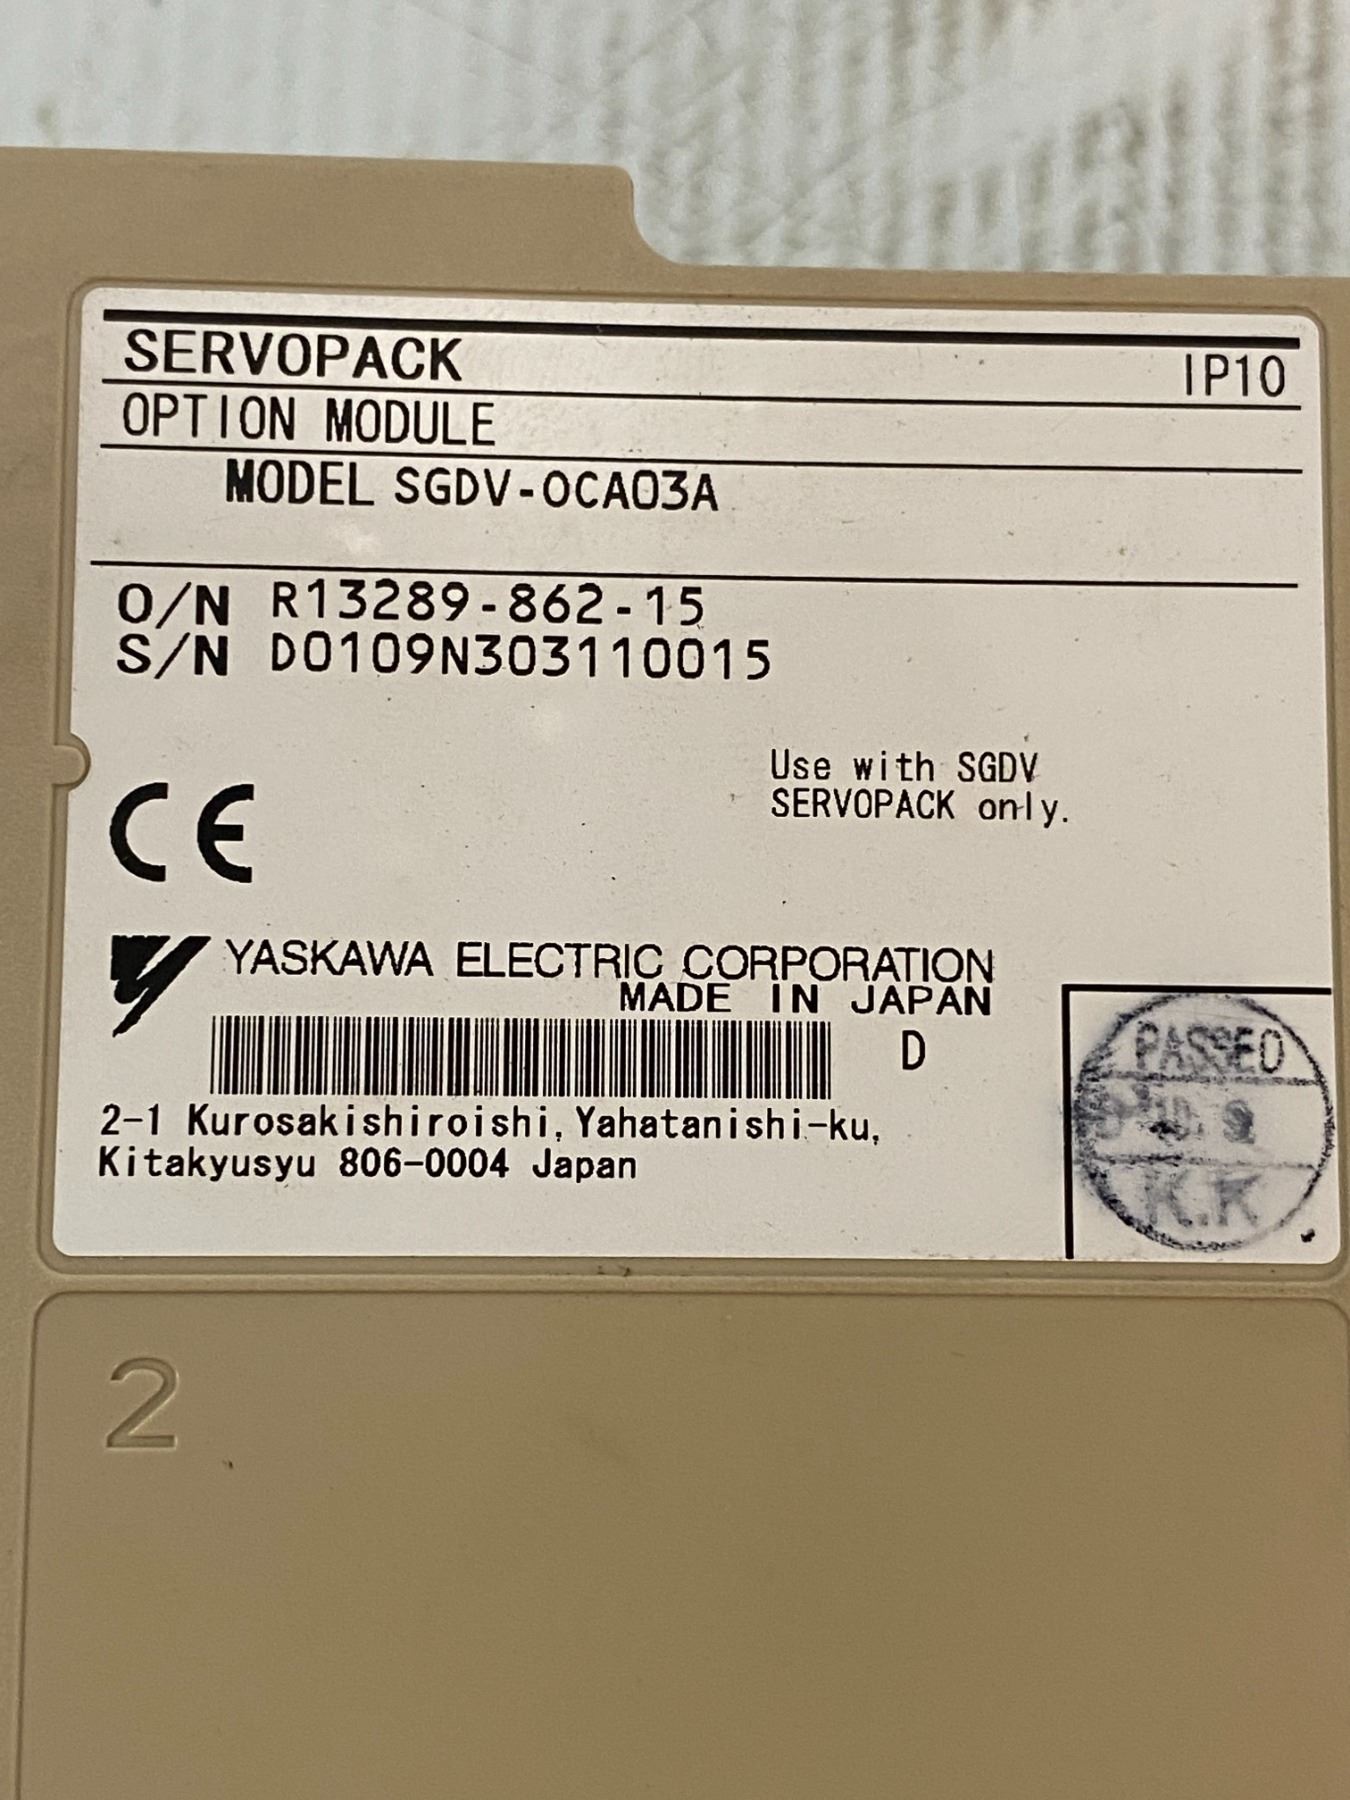 SERVOPACK IP10
OPTION MODULE
MODEL SGDV-OCA03A
O/N R13289-862-15
S/N D0109N303110015
Use with SGDV
SERVOPACK only.
CE
YASKAWA ELECTRIC CORPORATION
MADE IN JAPAN
D
2-1 Kurosakishiroishi, Yahatanishi-ku,
Kitakyusyu 806-0004 Japan
PASSED
K.K
2